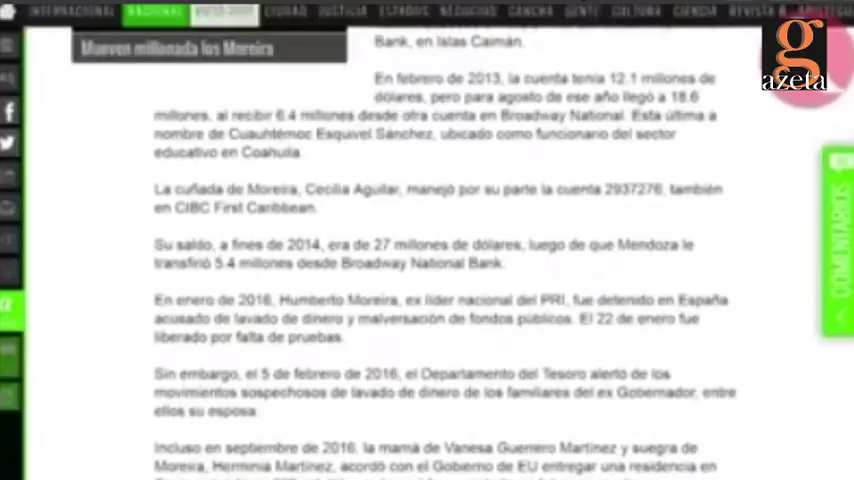 INTERNACIONAL NACIONAL VOTO 2017 CIUDAD JUSTICIA ESTADOS NEGOCIOS CANCHA GENTE CULTURA CIENCIA REVISTA R
gazeta
Mueven millonada los Moreira
Bank, en Islas Caimán.
En febrero de 2013, la cuenta tenía 12.1 millones de
dólares, pero para agosto de ese año llegó a 18.6
millones, al recibir 6.4 millones desde otra cuenta en Broadway National. Esta última a
nombre de Cuauhtémoc Esquivel Sánchez, ubicado como funcionario del sector
educativo en Coahuila.
La cuñada de Moreira, Cecilia Aguilar, manejó por su parte la cuenta 2937276, también
en CIBC First Caribbean.
Su saldo, a fines de 2014, era de 27 millones de dólares, luego de que Mendoza le
transfirió 5.4 millones desde Broadway National Bank.
En enero de 2016, Humberto Moreira, ex líder nacional del PRI, fue detenido en España
acusado de lavado de dinero y malversación de fondos públicos. El 22 de enero fue
liberado por falta de pruebas.
Sin embargo, el 5 de febrero de 2016, el Departamento del Tesoro alertó de los
movimientos sospechosos de lavado de dinero de los familiares del ex Gobernador, entre
ellos su esposa.
Incluso en septiembre de 2016, la mamá de Vanesa Guerrero Martínez y suegra de
Moreira, Herminia Martínez, acordó con el Gobierno de EU entregar una residencia en
COMENTARIOS